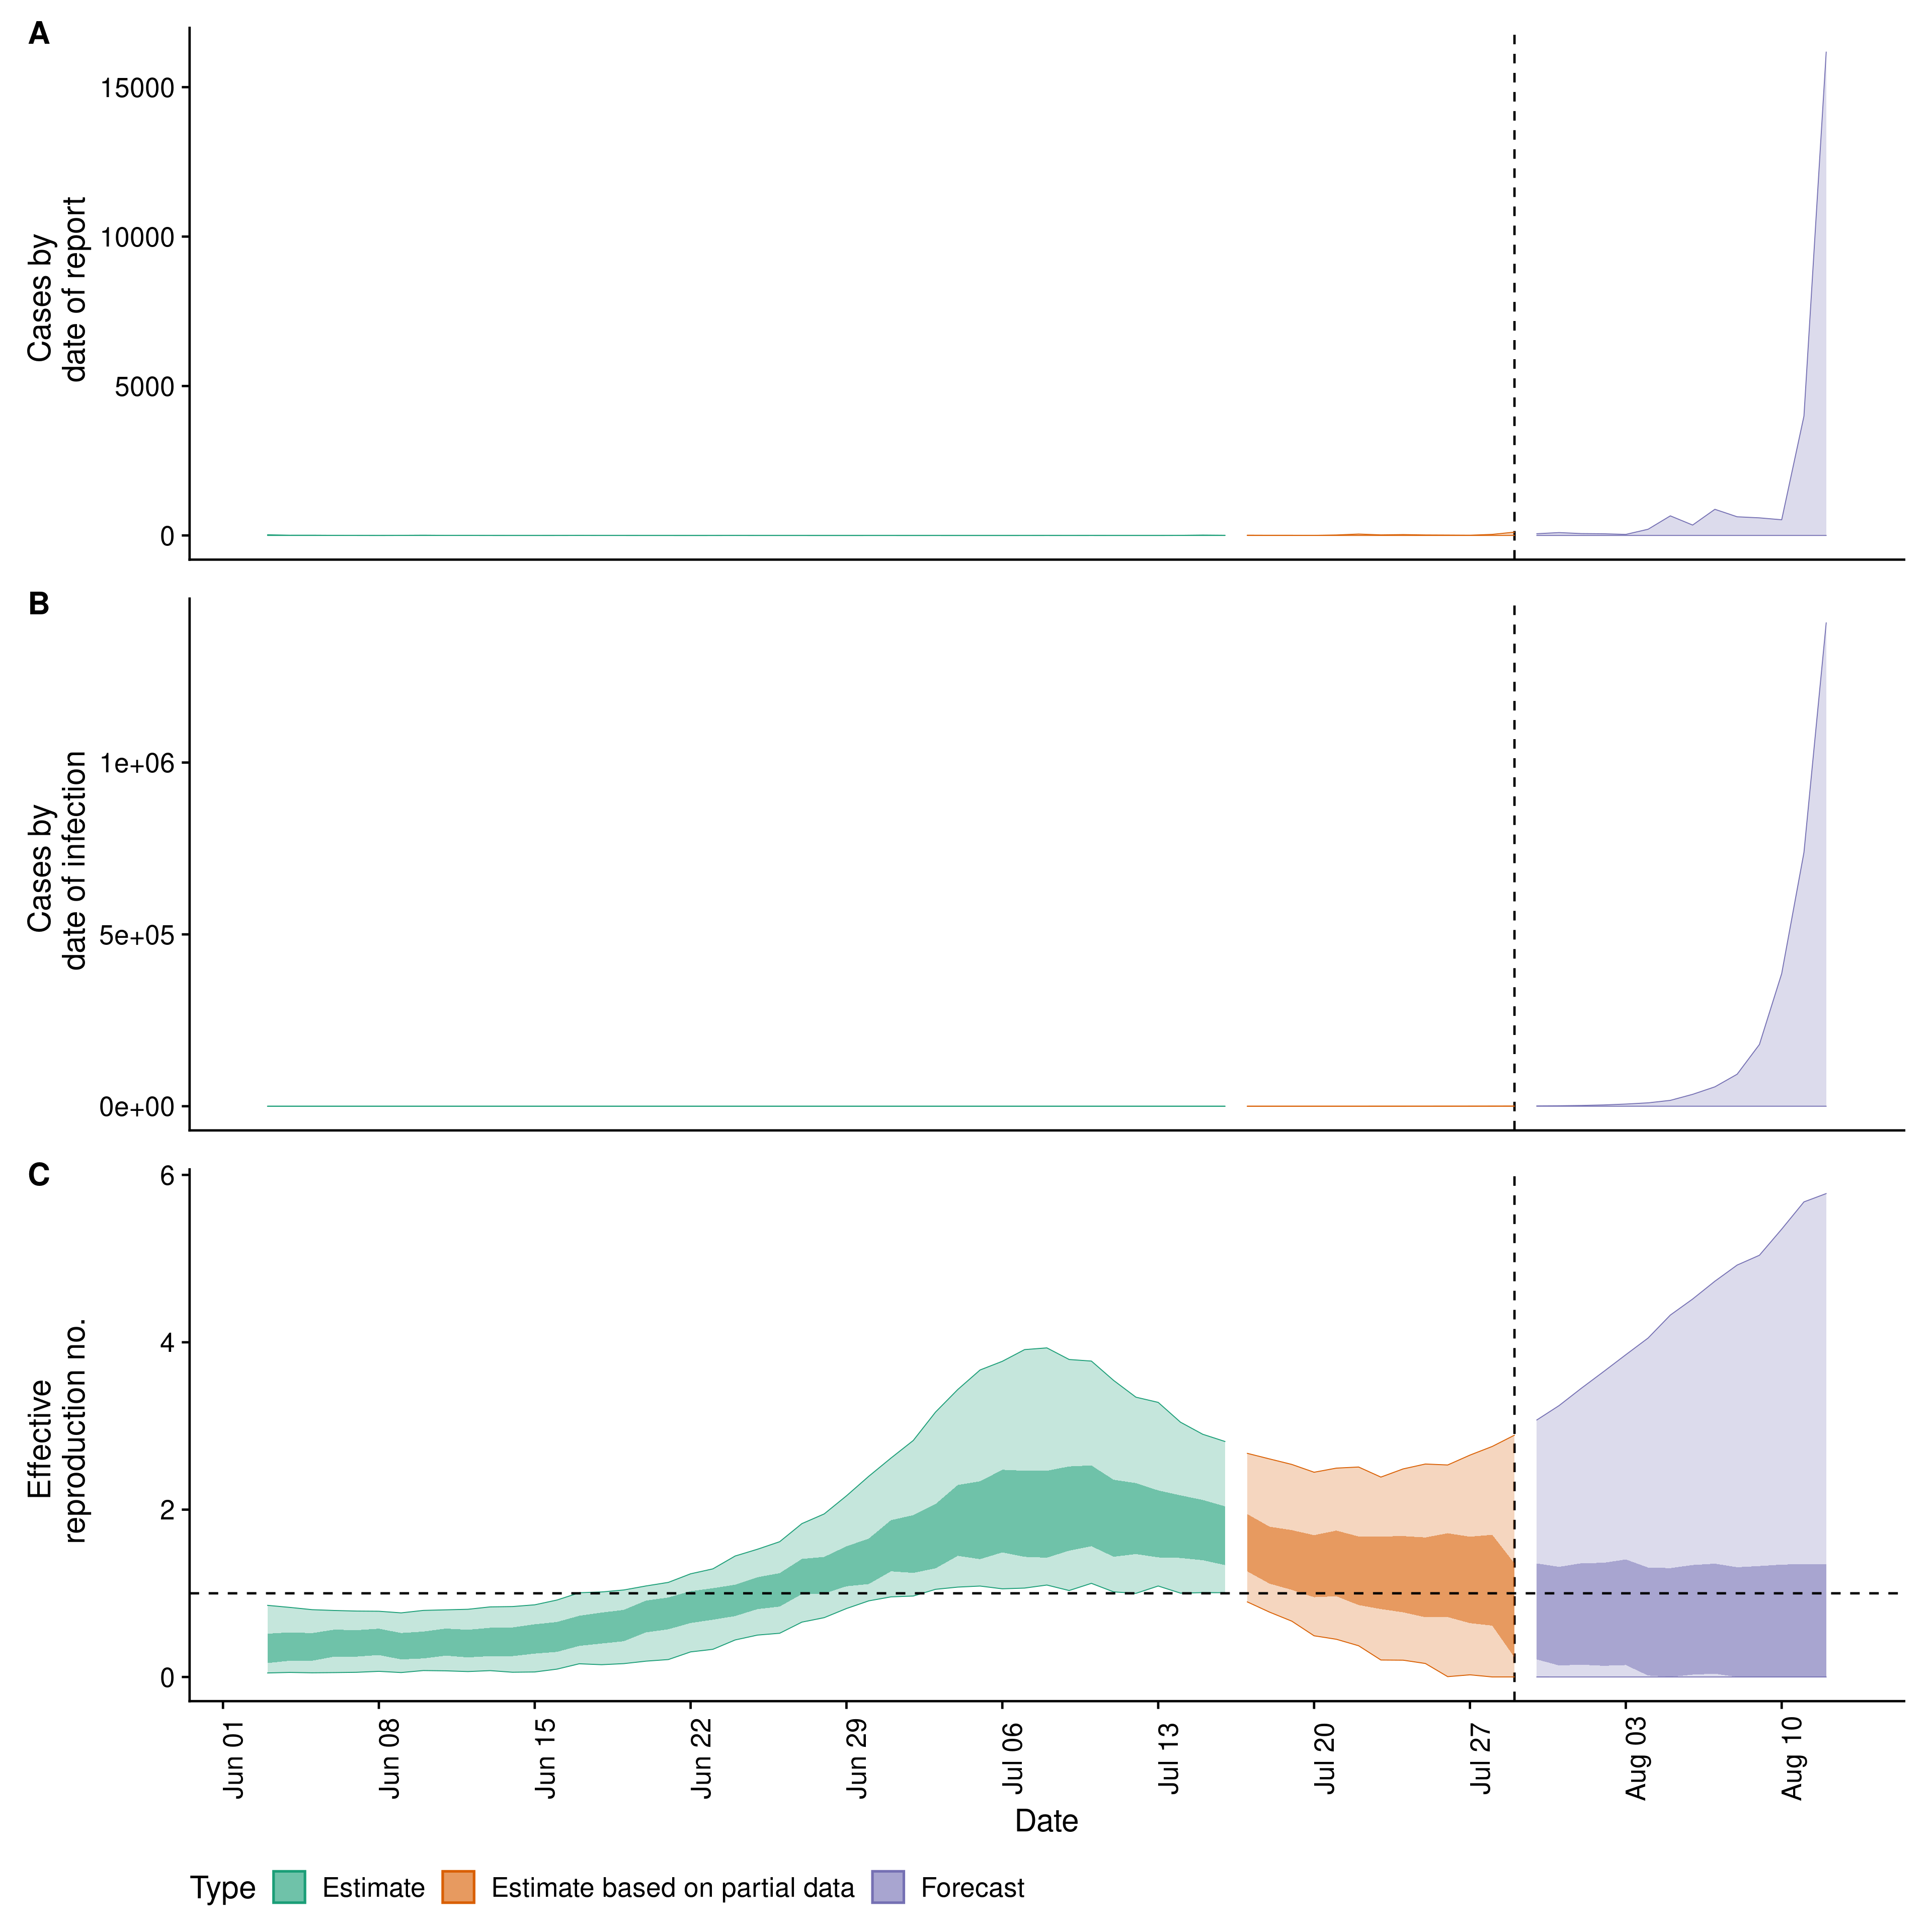 A
15000
10000
5000
0
Cases by
date of report
B
1e+06
5e+05
0e+00
Cases by
date of infection
C
6
4
2
0
Effective
reproduction no.
Jun 01
Jun 08
Jun 15
Jun 22
Jun 29
Jul 06
Jul 13
Jul 20
Jul 27
Aug 03
Aug 10
Date
Type Estimate Estimate based on partial data Forecast